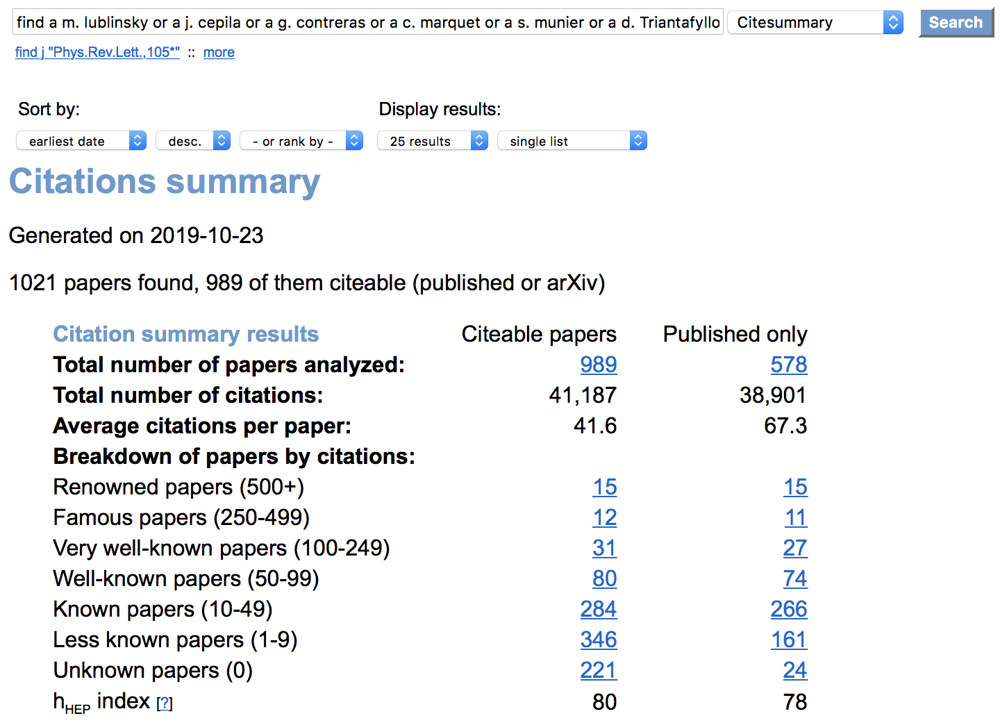 find a m. lublinsky or a j. cepila or a g. contreras or a c. marquet or a s. munier or a d. Triantafyllo Citesummary Search
find j "Phys.Rev.Lett.,105*" :: more
Sort by: Display results:
earliest date desc. - or rank by - 25 results single list
Citations summary
Generated on 2019-10-23
1021 papers found, 989 of them citeable (published or arXiv)
Citation summary results Citeable papers Published only
Total number of papers analyzed: 989 578
Total number of citations: 41,187 38,901
Average citations per paper: 41.6 67.3
Breakdown of papers by citations:
Renowned papers (500+) 15 15
Famous papers (250-499) 12 11
Very well-known papers (100-249) 31 27
Well-known papers (50-99) 80 74
Known papers (10-49) 284 266
Less known papers (1-9) 346 161
Unknown papers (0) 221 24
hHEP index [?] 80 78